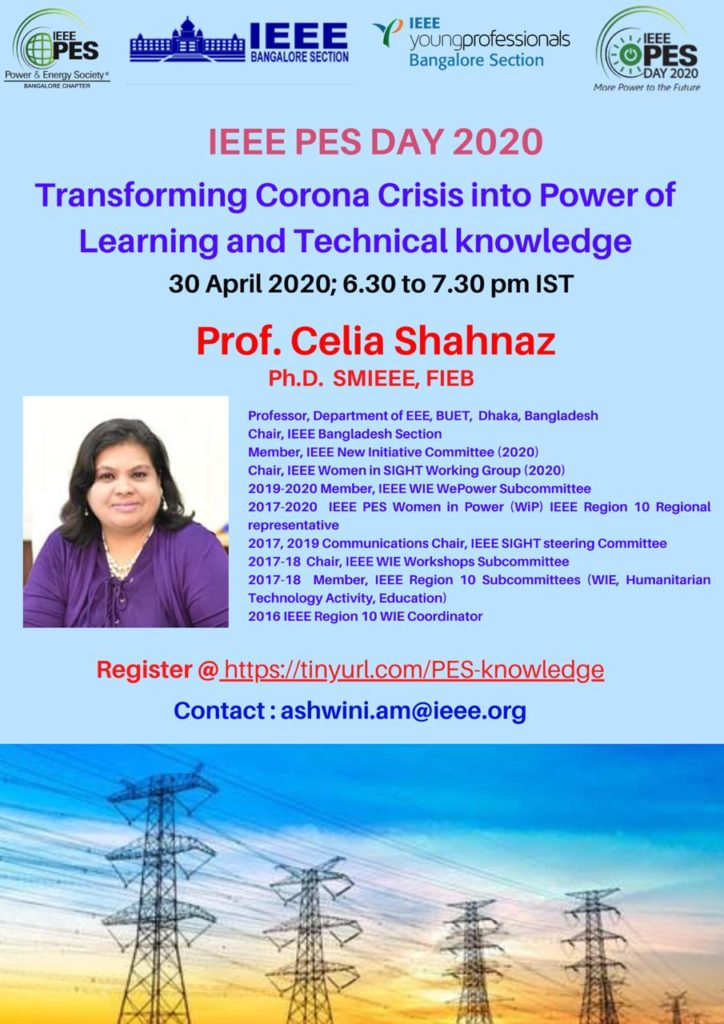 IEEE
PES
Power & Energy Society®
BANGALORE CHAPTER
IEEE
BANGALORE SECTION
IEEE
youngprofessionals
Bangalore Section
IEEE
PES
DAY 2020
More Power to the Future
IEEE PES DAY 2020
Transforming Corona Crisis into Power of
Learning and Technical knowledge
30 April 2020; 6.30 to 7.30 pm IST
Prof. Celia Shahnaz
Ph.D. SMIEEE, FIEB
Professor, Department of EEE, BUET, Dhaka, Bangladesh
Chair, IEEE Bangladesh Section
Member, IEEE New Initiative Committee (2020)
Chair, IEEE Women in SIGHT Working Group (2020)
2019-2020 Member, IEEE WIE WePower Subcommittee
2017-2020 IEEE PES Women in Power (WiP) IEEE Region 10 Regional
representative
2017, 2019 Communications Chair, IEEE SIGHT steering Committee
2017-18 Chair, IEEE WIE Workshops Subcommittee
2017-18 Member, IEEE Region 10 Subcommittees (WIE, Humanitarian
Technology Activity, Education)
2016 IEEE Region 10 WIE Coordinator
Register @ https://tinyurl.com/PES-knowledge
Contact : ashwini.am@ieee.org